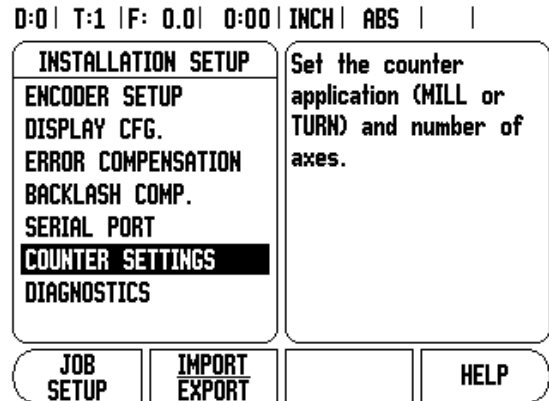 D:0| T:1 |F: 0.0| 0:00|INCH| ABS | |
INSTALLATION SETUP
ENCODER SETUP
DISPLAY CFG.
ERROR COMPENSATION
BACKLASH COMP.
SERIAL PORT
COUNTER SETTINGS
DIAGNOSTICS
Set the counter
application (MILL or
TURN) and number of
axes.
JOB
SETUP
IMPORT
EXPORT
HELP